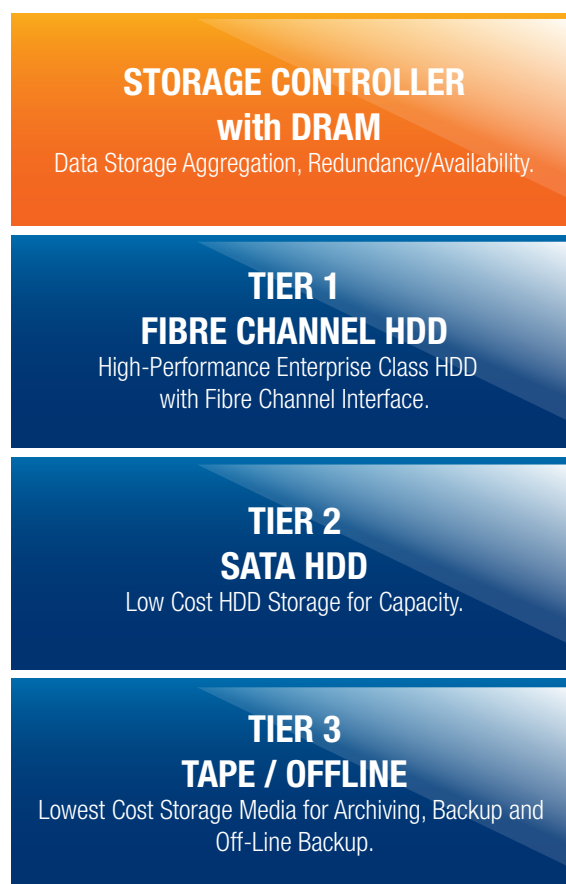 STORAGE CONTROLLER
with DRAM
Data Storage Aggregation, Redundancy/Availability.
TIER 1
FIBRE CHANNEL HDD
High-Performance Enterprise Class HDD
with Fibre Channel Interface.
TIER 2
SATA HDD
Low Cost HDD Storage for Capacity.
TIER 3
TAPE / OFFLINE
Lowest Cost Storage Media for Archiving, Backup and
Off-Line Backup.